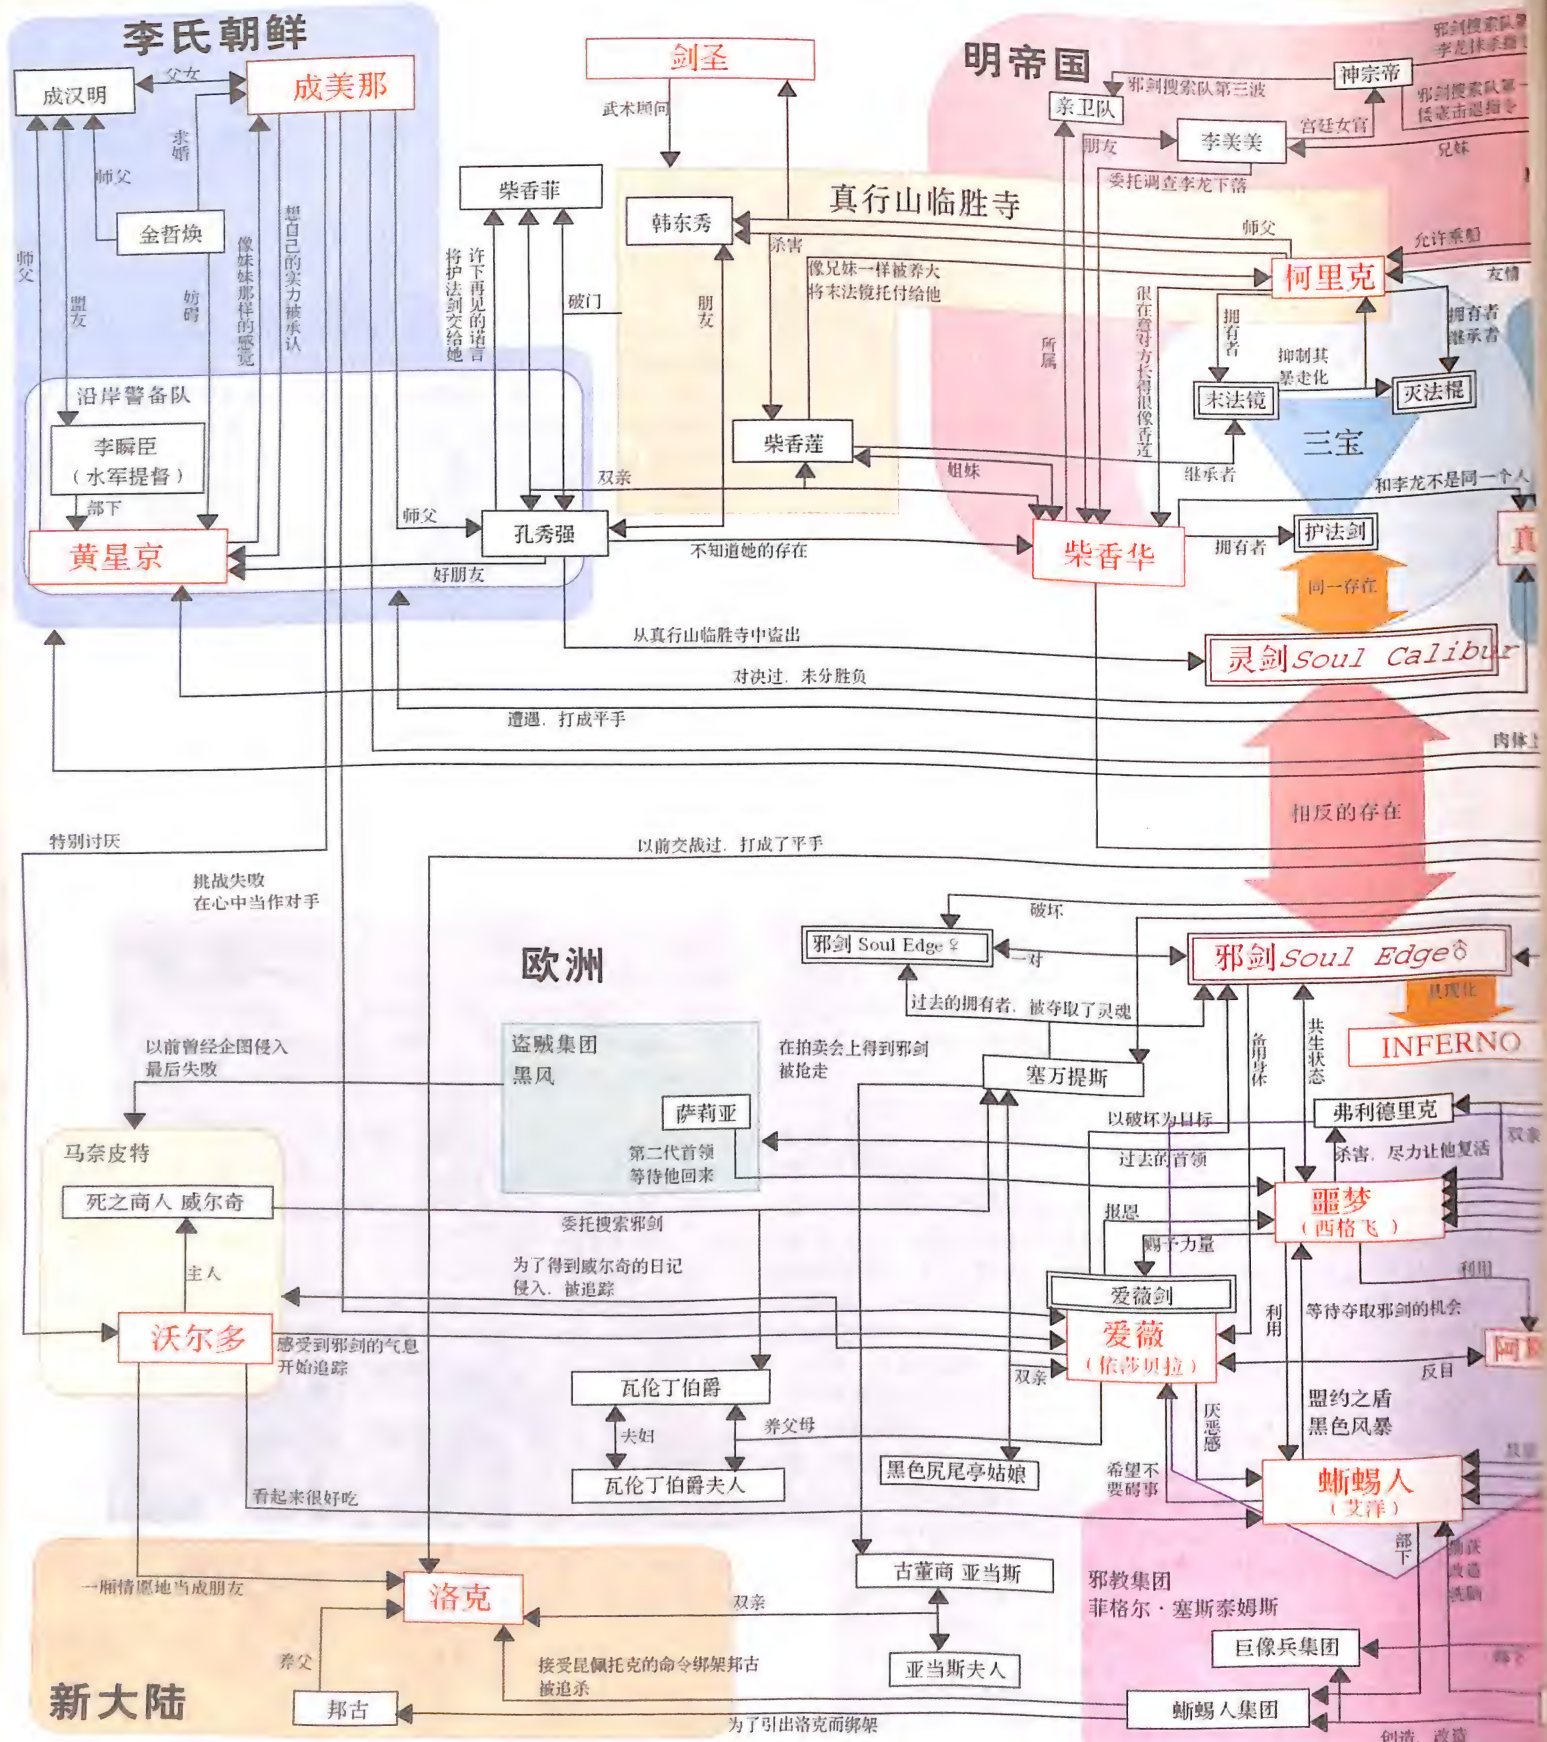 李氏朝鲜
成汉明
父女
成美那
求婚
师父
金哲焕
师父
盟友
妨碍
像妹妹那样的感觉
想自己的实力被承认
沿岸警备队
李瞬臣
（水军提督）
部下
黄星京
师父
好朋友
剑圣
武术顾问
柴香菲
将护法剑交给她
许下再见的诺言
破门
双亲
孔秀强
真行山临胜寺
韩东秀
杀害
像兄妹一样被养大
将末法镜托付给他
朋友
柴香莲
姐妹
不知道她的存在
明帝国
邪剑搜索队第三波
神宗帝
亲卫队
朋友
李美美
宫廷女官
倭寇击退指令
兄妹
委托调查李龙下落
师父
允许乘船
柯里克
友情
所属
很在意对方长得很像香莲
拥有者
抑制其
暴走化
拥有者
继承者
末法镜
灭法棍
三宝
继承者
和李龙不是同一个人
柴香华
拥有者
护法剑
真
同一存在
从真行山临胜寺中盗出
灵剑Soul Calibur
对决过，未分胜负
遭遇，打成平手
肉体上
相反的存在
特别讨厌
以前交战过，打成了平手
挑战失败
在心中当作对手
破坏
欧洲
邪剑 Soul Edge♀
一对
邪剑Soul Edge♂
具现化
过去的拥有者，被夺取了灵魂
INFERNO
以前曾经企图侵入
最后失败
盗贼集团
黑风
在拍卖会上得到邪剑
被抢走
塞万提斯
备用身体
共生状态
萨莉亚
以破坏为目标
弗利德里克
双亲
马奈皮特
第二代首领
等待他回来
过去的首领
杀害，尽力让他复活
死之商人 威尔奇
委托搜索邪剑
报恩
噩梦
（西格飞）
赐予力量
主人
为了得到威尔奇的日记
侵入，被追踪
利用
爱薇剑
利用
等待夺取邪剑的机会
沃尔多
感受到邪剑的气息
开始追踪
爱薇
（依莎贝拉）
双亲
反目
瓦伦丁伯爵
夫妇
养父母
瓦伦丁伯爵夫人
黑色尻尾亭姑娘
厌恶感
盟约之盾
黑色风暴
希望不
要碍事
蜥蜴人
（艾洋）
看起来很好吃
部下
改造
洗脑
一厢情愿地当成朋友
洛克
古董商 亚当斯
双亲
亚当斯夫人
邪教集团
菲格尔·塞斯泰姆斯
巨像兵集团
养父
接受昆佩托克的命令绑架邦古
被追杀
新大陆
邦古
为了引出洛克而绑架
蜥蜴人集团
创造，改造